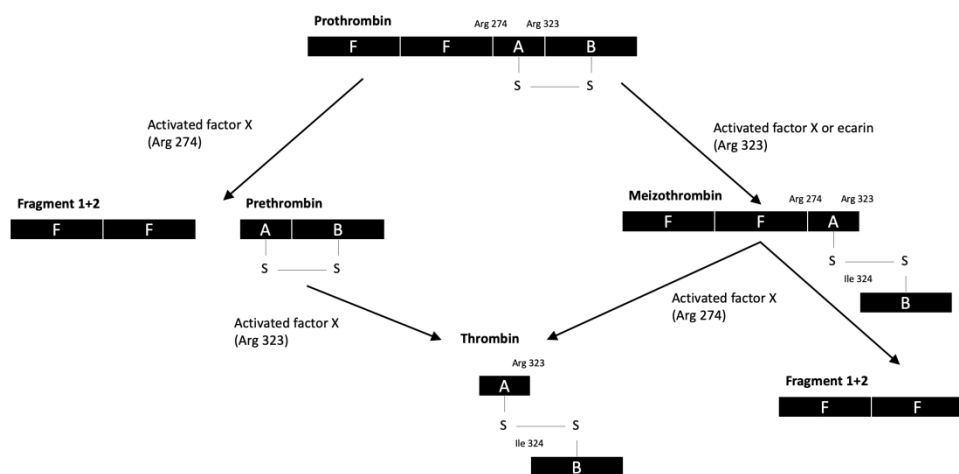 Prothrombin
Arg 274 Arg 323
F F A B
S S
Activated factor X
(Arg 274)
Activated factor X or ecarin
(Arg 323)
Fragment 1+2
F F
Prethrombin
A B
S S
Meizothrombin
Arg 274 Arg 323
F F A
S S
Ile 324
B
Activated factor X
(Arg 323)
Activated factor X
(Arg 274)
Thrombin
Arg 323
A
S S
Ile 324
B
Fragment 1+2
F F